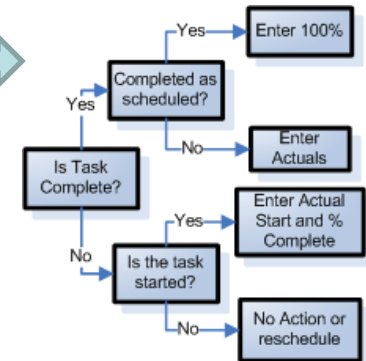 Yes
Enter 100%
Completed as
scheduled?
Yes
No
Enter
Actuals
Is Task
Complete?
Yes
Enter Actual
Start and %
Complete
No
Is the task
started?
No
No Action or
reschedule